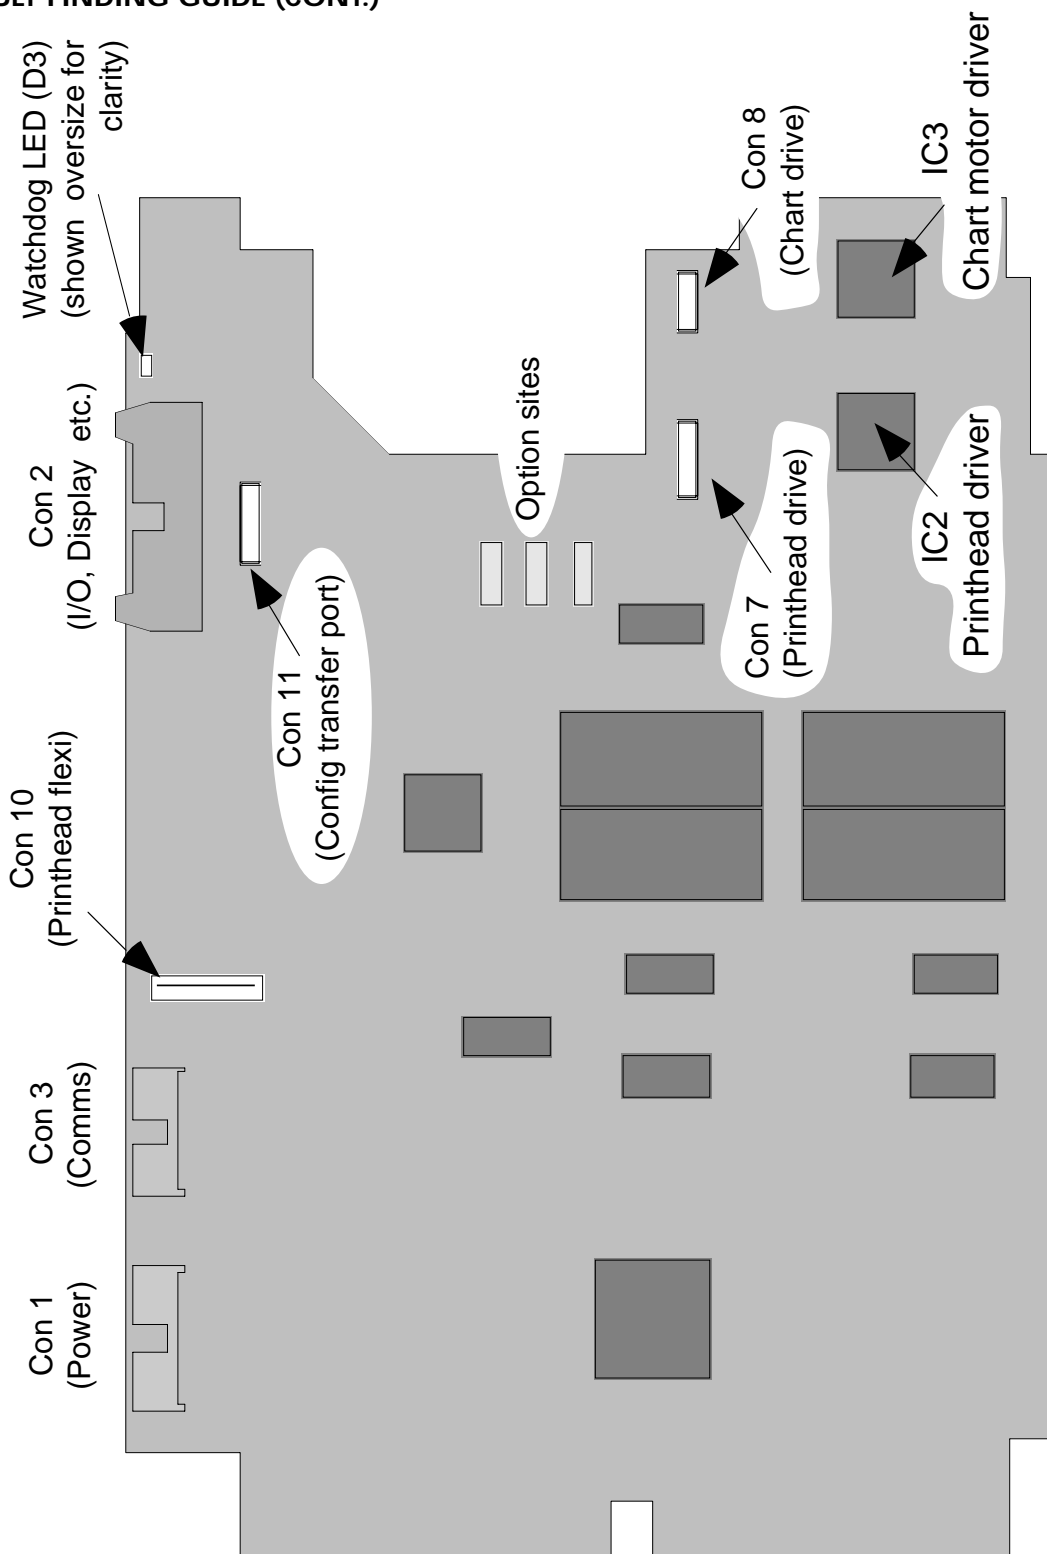 FINDING GUIDE (CONT.)
Con 1
(Power)
Con 3
(Comms)
Con 10
(Printhead flexi)
Con 2
(I/O, Display etc.)
Watchdog LED (D3)
(shown oversize for
clarity)
Con 11
(Config transfer port)
Option sites
Con 7
(Printhead drive)
Con 8
(Chart drive)
IC2
Printhead driver
IC3
Chart motor driver